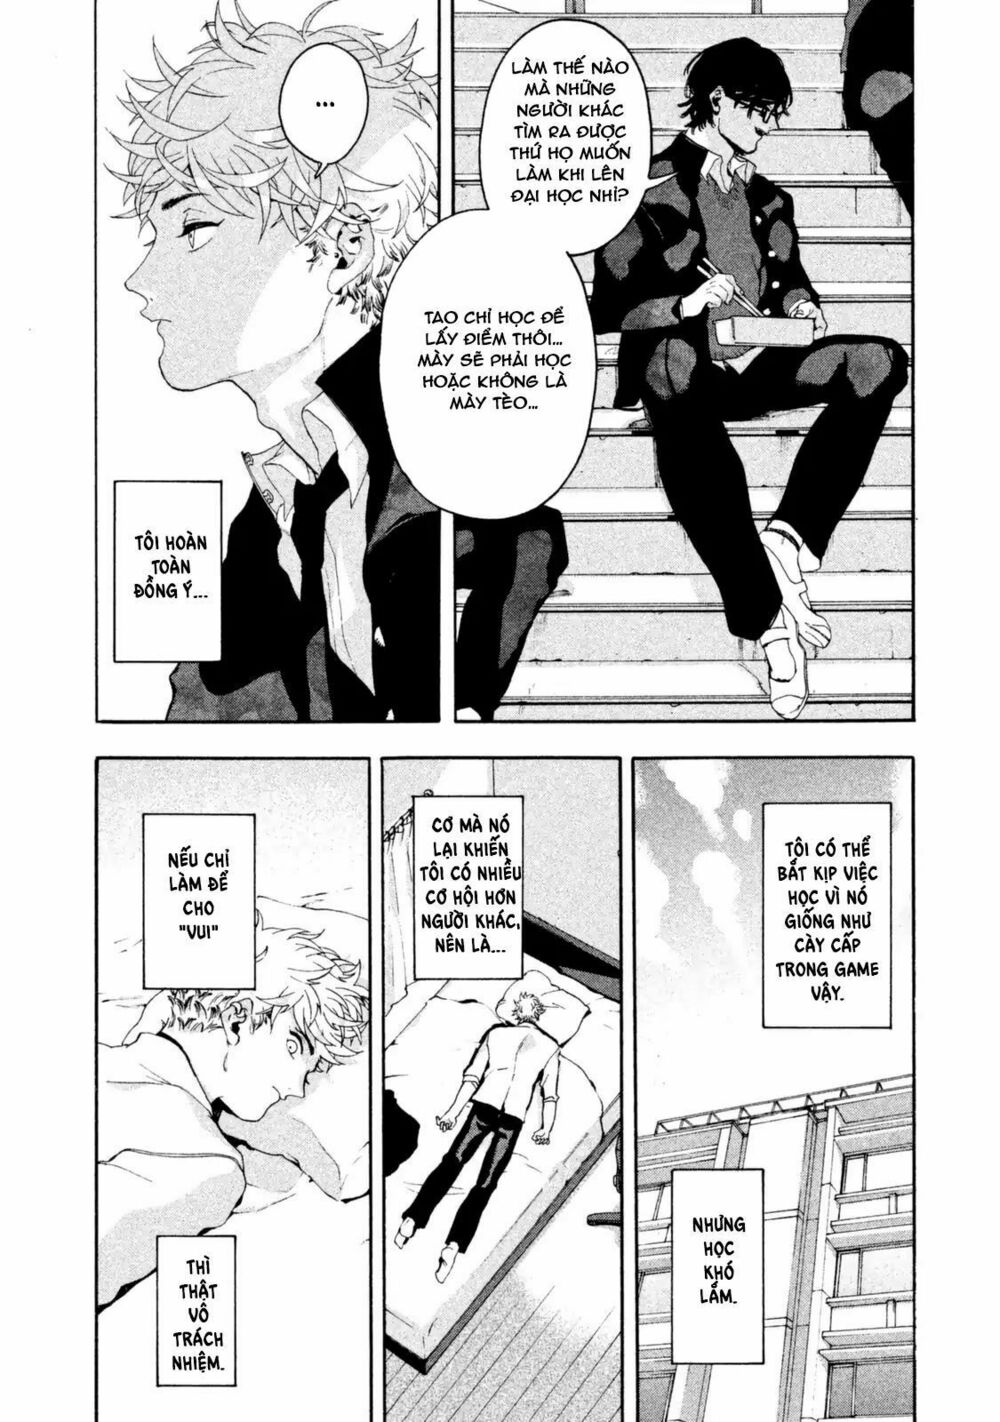 LÀM THẾ NÀO
MÀ NHỮNG
NGƯỜI KHÁC
TÌM RA ĐƯỢC
THỨ HỌ MUỐN
LÀM KHI LÊN
ĐẠI HỌC NHỈ?
TAO CHỈ HỌC ĐỂ
LẤY ĐIỂM THÔI...
MÀY SẼ PHẢI HỌC
HOẶC KHÔNG LÀ
MÀY TÈO...
...
TÔI HOÀN
TOÀN
ĐỒNG Ý...
TÔI CÓ THỂ
BẮT KỊP VIỆC
HỌC VÌ NÓ
GIỐNG NHƯ
CÀY CẤP
TRONG GAME
VẬY.
NHƯNG
HỌC
KHÓ
LẮM.
CƠ MÀ NÓ
LẠI KHIẾN
TÔI CÓ NHIỀU
CƠ HỘI HƠN
NGƯỜI KHÁC,
NÊN LÀ...
NẾU CHỈ
LÀM ĐỂ
CHO
"VUI"
THÌ
THẬT
VÔ
TRÁCH
NHIỆM.